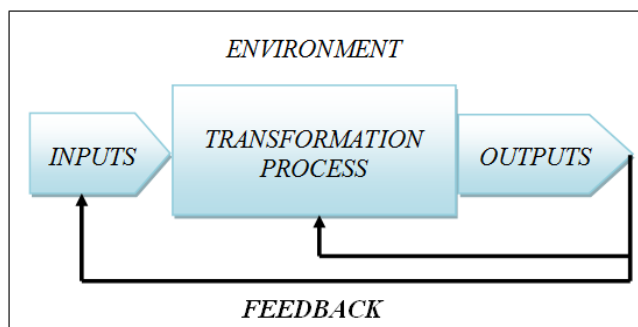 ENVIRONMENT
INPUTS
TRANSFORMATION
PROCESS
OUTPUTS
FEEDBACK